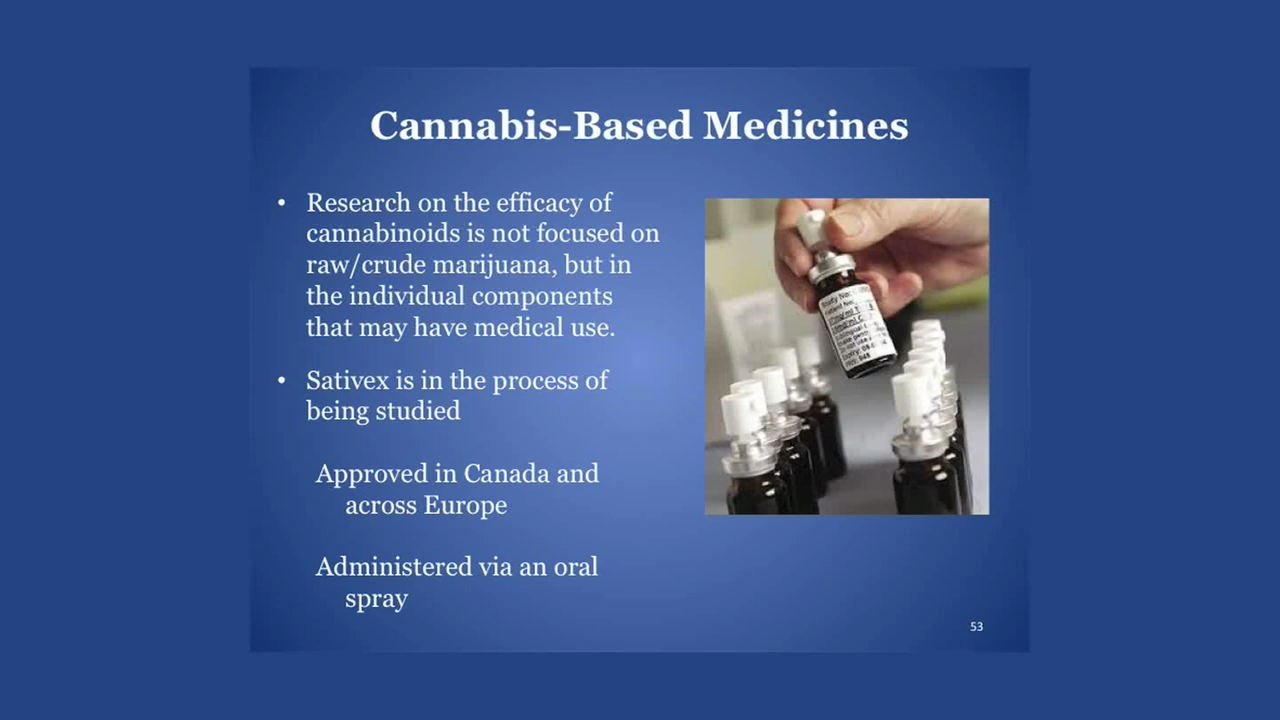 Cannabis-Based Medicines
• Research on the efficacy of
cannabinoids is not focused on
raw/crude marijuana, but in
the individual components
that may have medical use.
• Sativex is in the process of
being studied
Approved in Canada and
across Europe
Administered via an oral
spray
Study No:
53